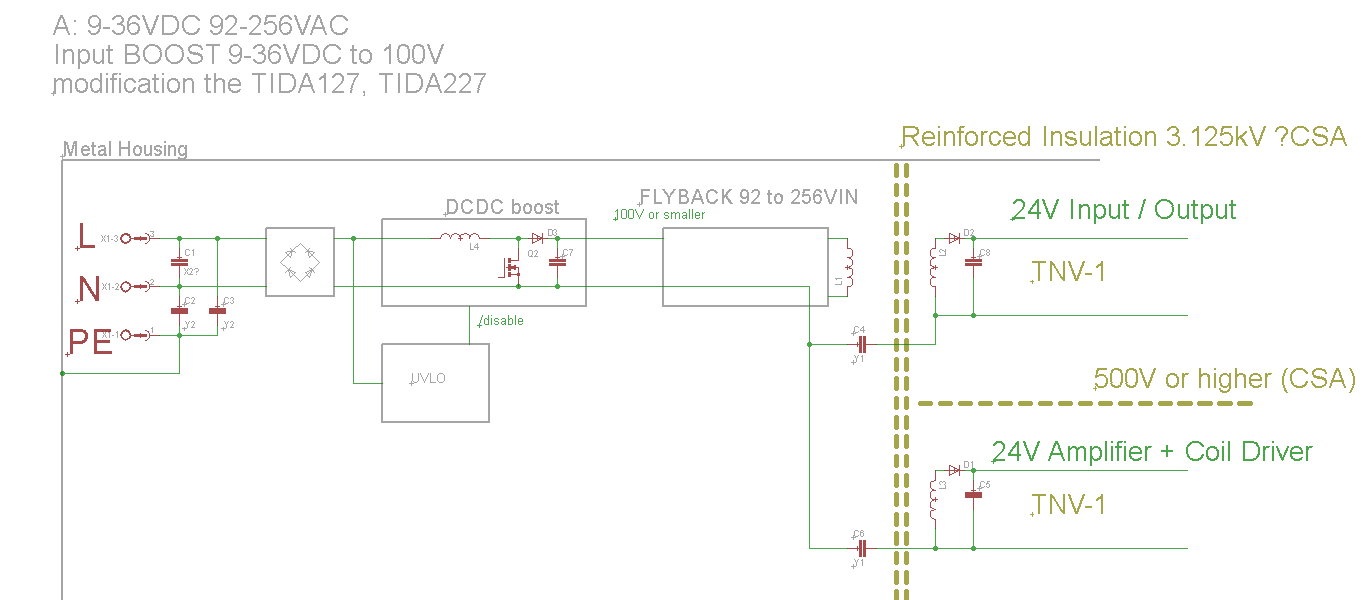 A: 9-36VDC 92-256VAC
Input BOOST 9-36VDC to 100V
modification the TIDA127, TIDA227
Reinforced Insulation 3.125kV ?CSA
Metal Housing
DCDC boost
FLYBACK 92 to 256VIN
100V or smaller
24V Input / Output
L
X1-3
3
C1
X2?
L4
D3
Q2
C7
L1
D2
L2
C8
TNV-1
N
X1-2
2
C2
Y2
C3
Y2
PE
X1-1
1
/disable
C4
Y1
UVLO
500V or higher (CSA)
24V Amplifier + Coil Driver
D1
L3
C5
TNV-1
C6
Y1